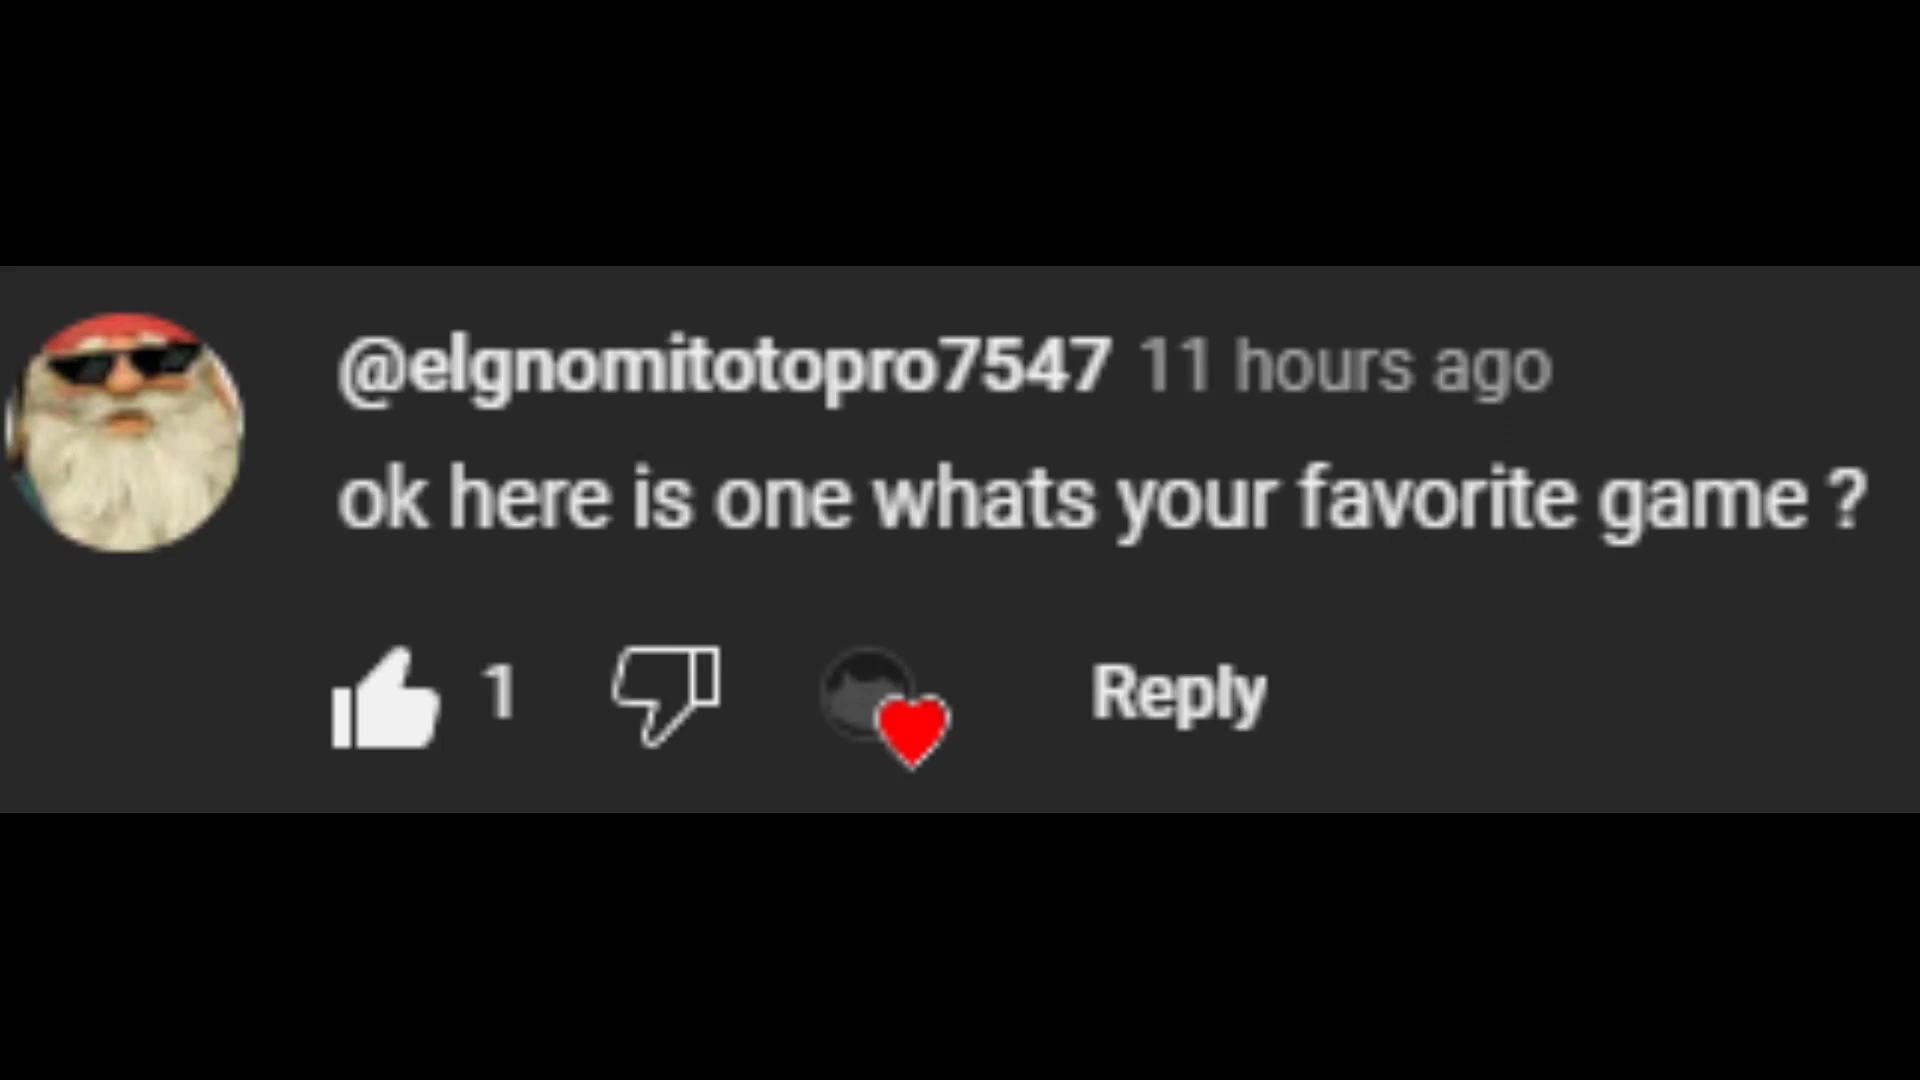 @elgnomitotopro7547 11 hours ago
ok here is one whats your favorite game ?
1 Reply